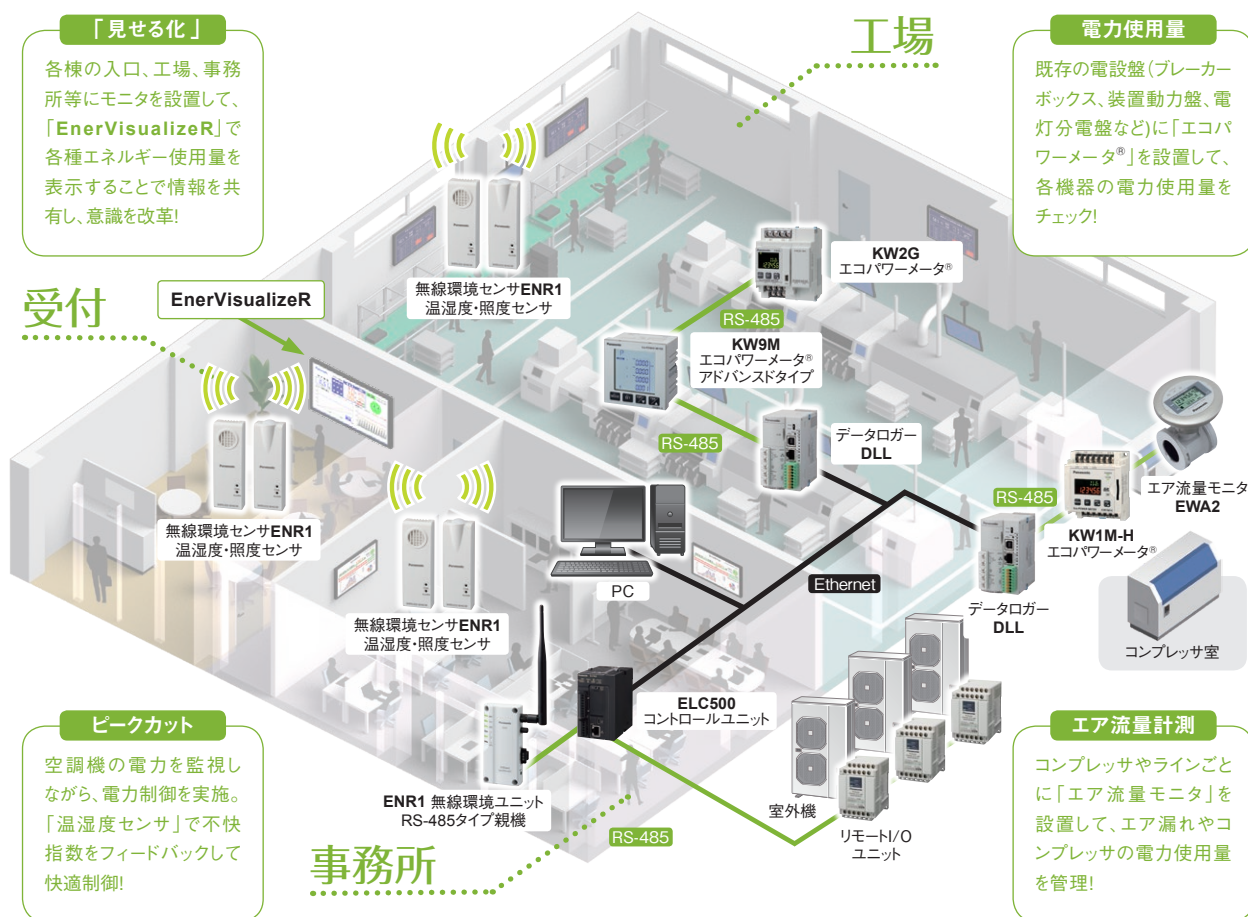 「見せる化」
各棟の入口、工場、事務
所等にモニタを設置して、
「EnerVisualizeR」で
各種エネルギー使用量を
表示することで情報を共
有し、意識を改革!
工場
電力使用量
既存の電設盤(ブレーカー
ボックス、装置動力盤、電
灯分電盤など)に「エコパ
ワーメータ®」を設置して、
各機器の電力使用量を
チェック!
受付
EnerVisualizeR
無線環境センサENR1
温湿度・照度センサ
KW2G
エコパワーメータ®
RS-485
KW9M
エコパワーメータ®
アドバンスドタイプ
RS-485
データロガー
DLL
無線環境センサENR1
温湿度・照度センサ
エア流量モニタ
EWA2
RS-485
KW1M-H
エコパワーメータ®
無線環境センサENR1
温湿度・照度センサ
PC
Ethernet
データロガー
DLL
コンプレッサ室
ELC500
コントロールユニット
ENR1 無線環境ユニット
RS-485タイプ親機
室外機
リモートI/O
ユニット
RS-485
事務所
ピークカット
空調機の電力を監視し
ながら、電力制御を実施。
「温湿度センサ」で不快
指数をフィードバックして
快適制御!
エア流量計測
コンプレッサやラインごと
に「エア流量モニタ」を
設置して、エア漏れやコ
ンプレッサの電力使用量
を管理!